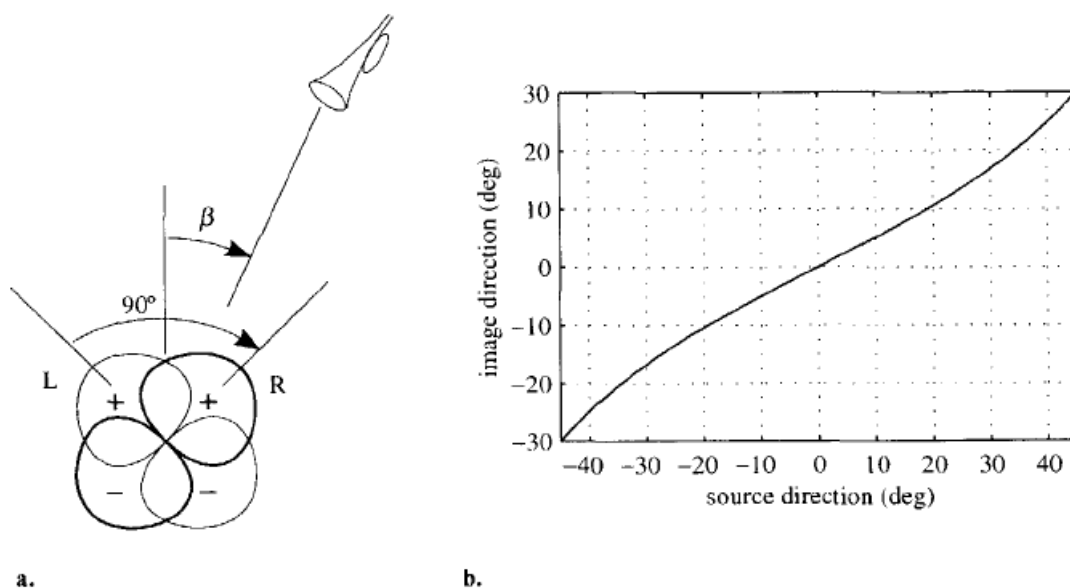 β
90°
L
R
+
+
−
−
a.
30
20
10
0
−10
−20
−30
image direction (deg)
−40 −30 −20 −10 0 10 20 30 40
source direction (deg)
b.